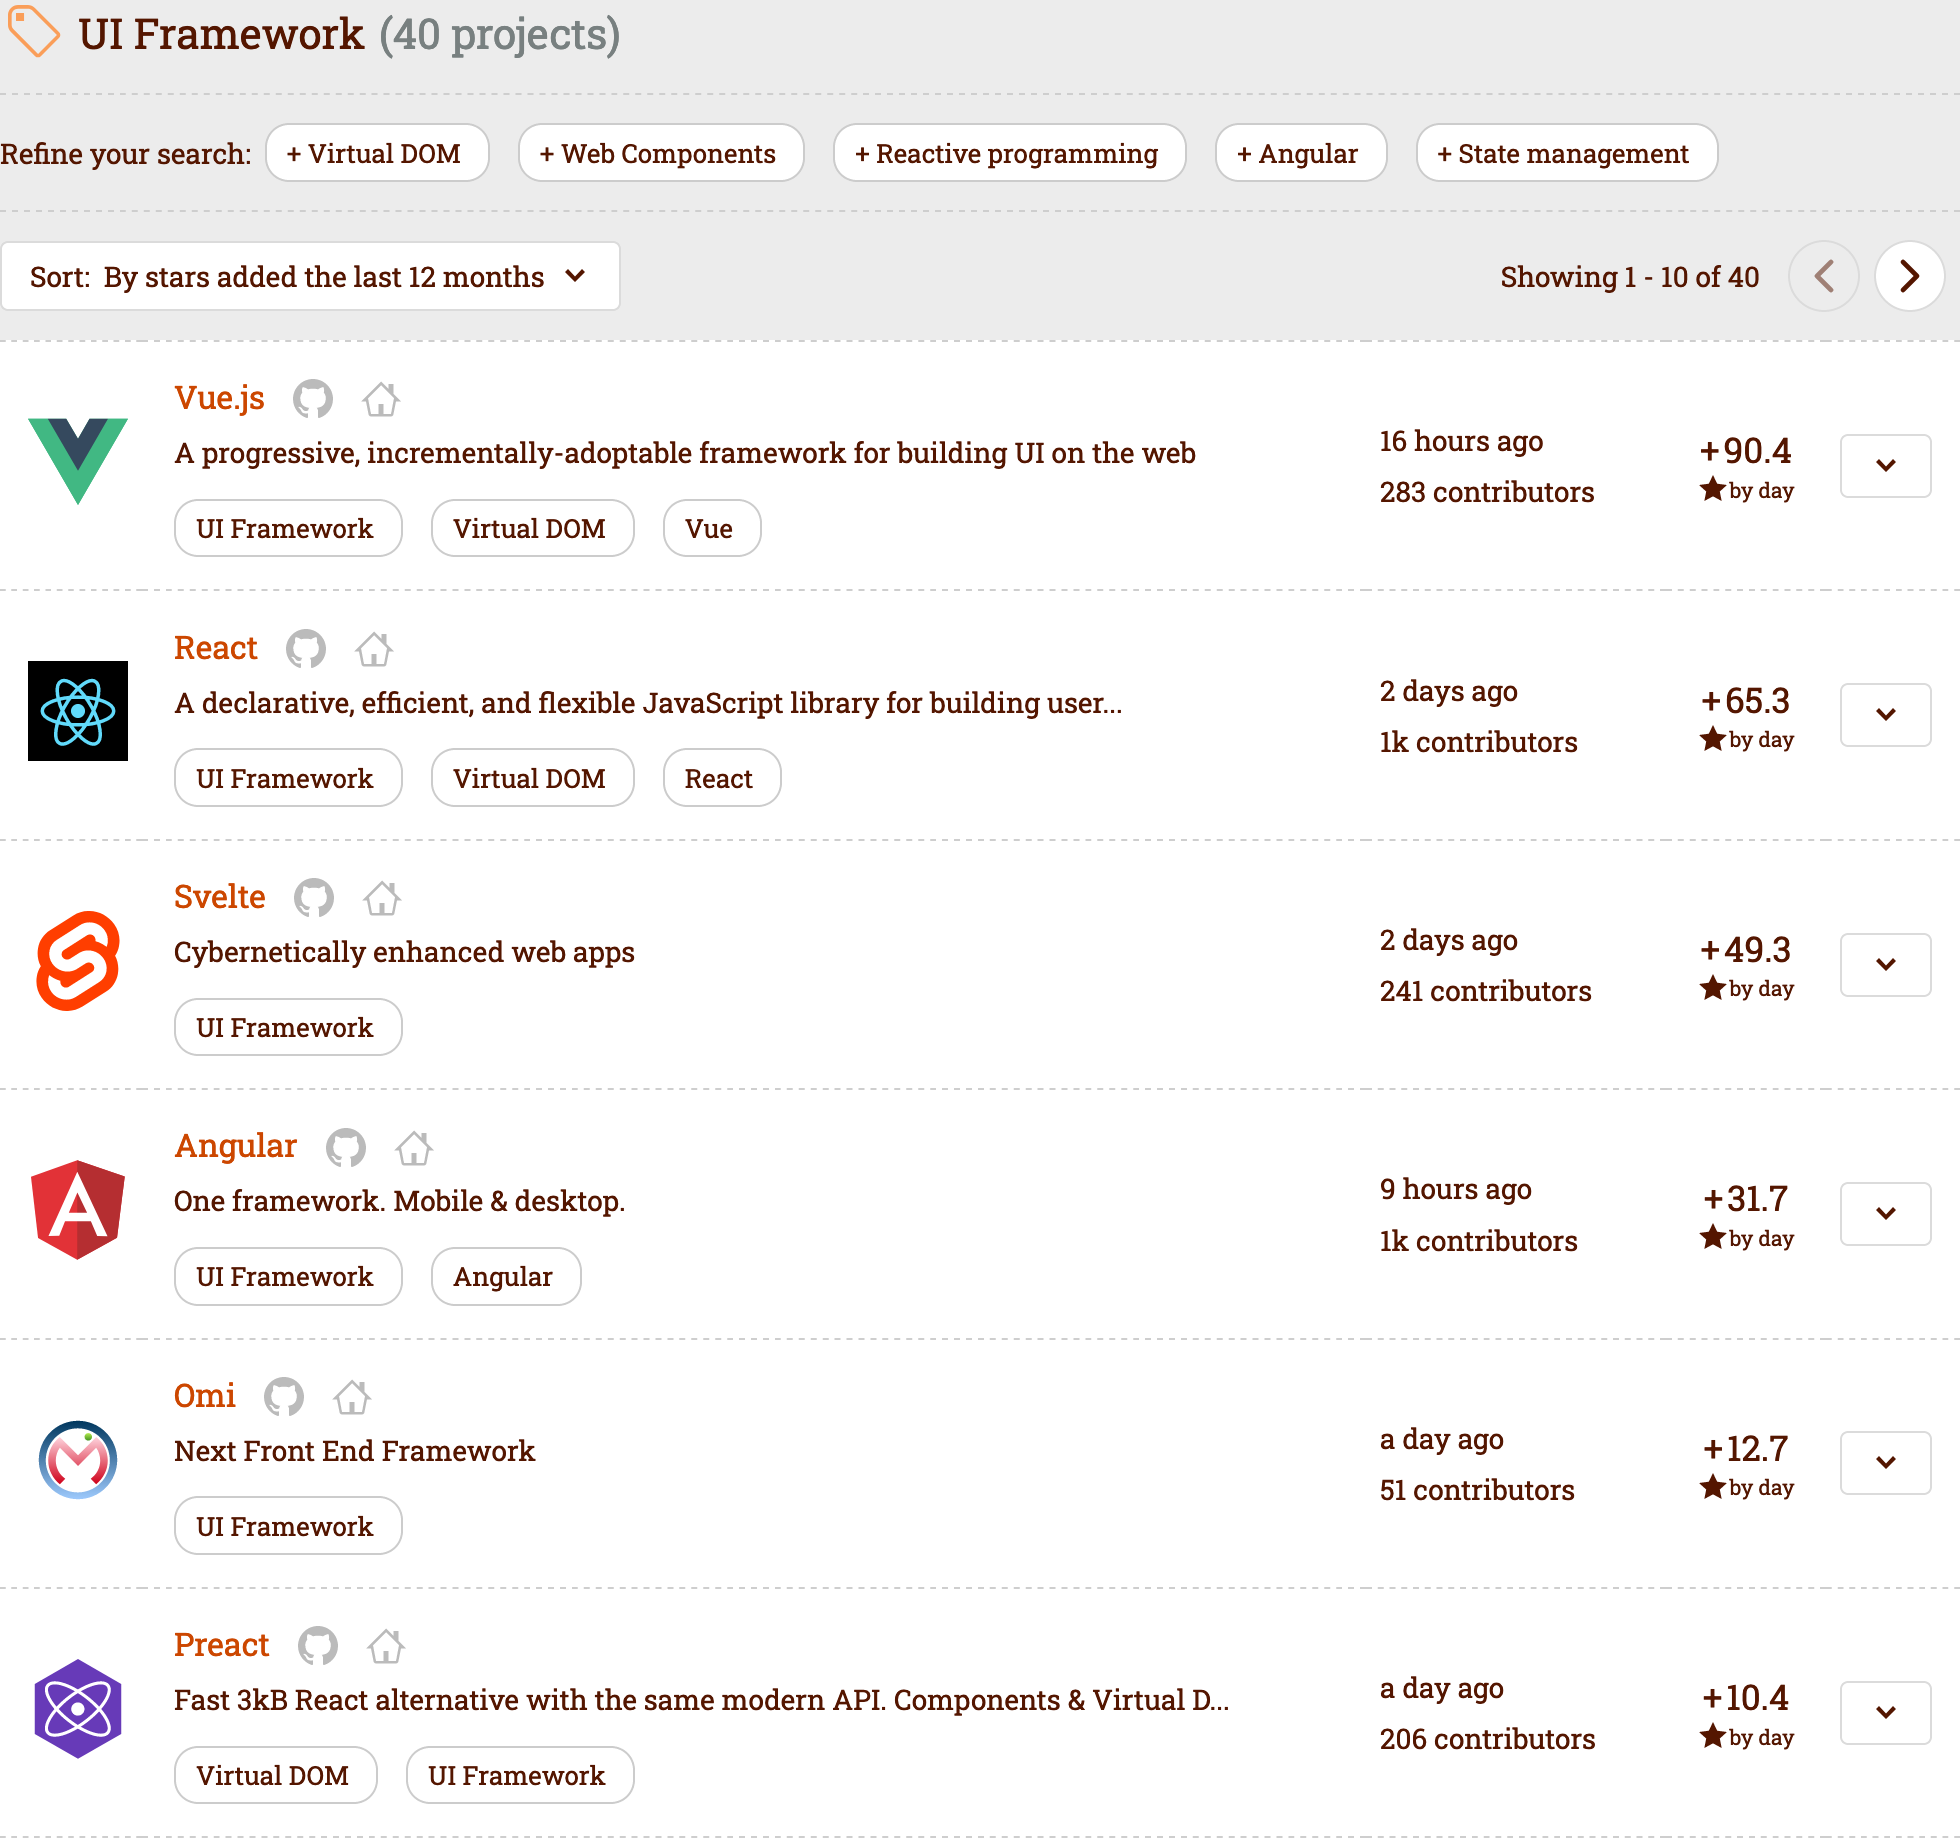 UI Framework (40 projects)
Refine your search: + Virtual DOM + Web Components + Reactive programming + Angular + State management
Sort: By stars added the last 12 months
Showing 1 - 10 of 40
Vue.js
A progressive, incrementally-adoptable framework for building UI on the web
UI Framework Virtual DOM Vue
16 hours ago
283 contributors
+90.4
★by day
React
A declarative, efficient, and flexible JavaScript library for building user...
UI Framework Virtual DOM React
2 days ago
1k contributors
+65.3
★by day
Svelte
Cybernetically enhanced web apps
UI Framework
2 days ago
241 contributors
+49.3
★by day
Angular
One framework. Mobile & desktop.
UI Framework Angular
9 hours ago
1k contributors
+31.7
★by day
Omi
Next Front End Framework
UI Framework
a day ago
51 contributors
+12.7
★by day
Preact
Fast 3kB React alternative with the same modern API. Components & Virtual D...
Virtual DOM UI Framework
a day ago
206 contributors
+10.4
★by day